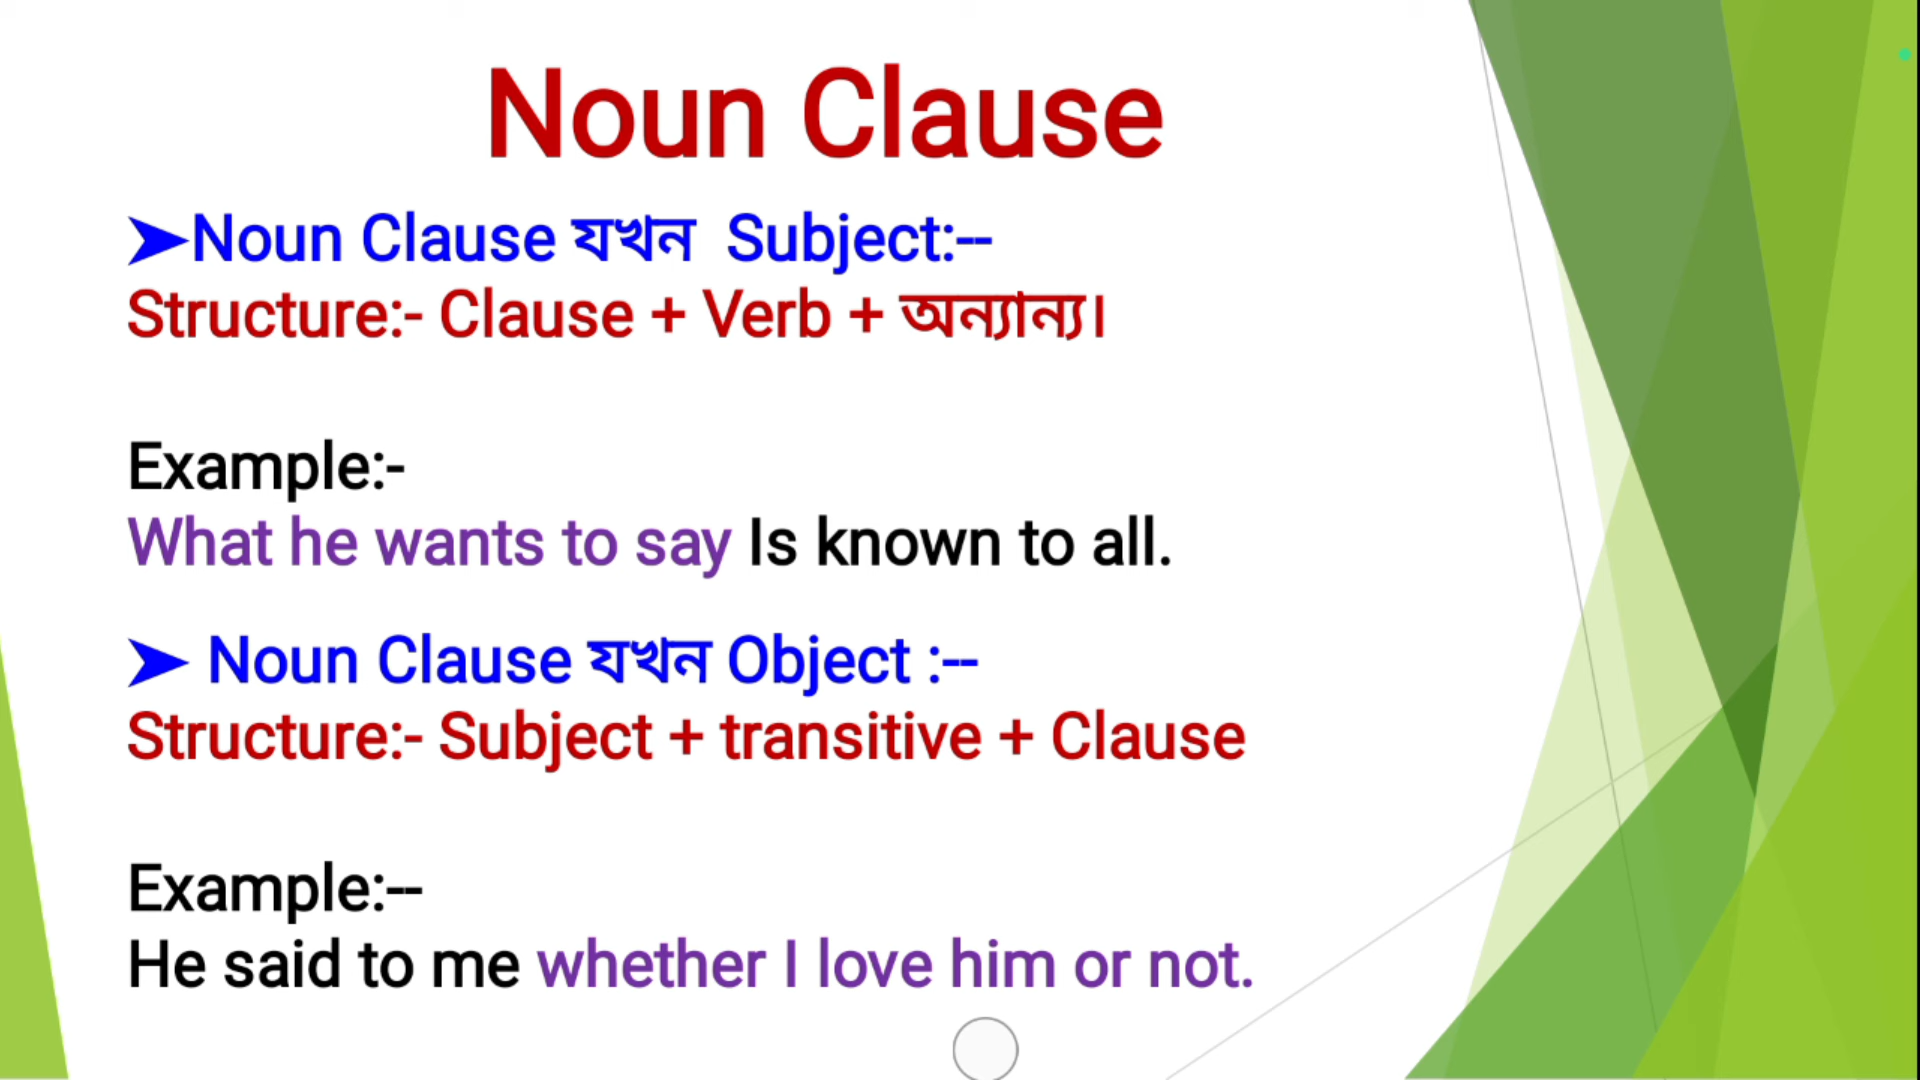 Noun Clause
➤Noun Clause যখন Subject:--
Structure:- Clause + Verb + অন্যান্য।
Example:-
What he wants to say Is known to all.
➤ Noun Clause যখন Object :--
Structure:- Subject + transitive + Clause
Example:--
He said to me whether I love him or not.